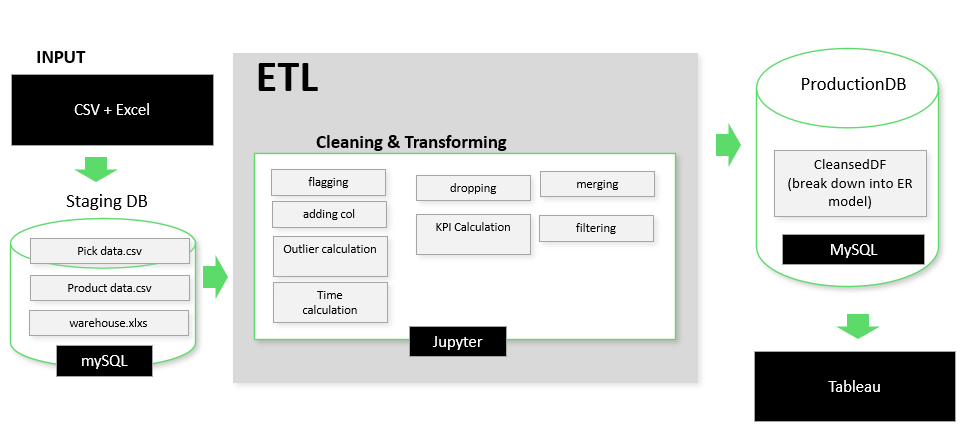 INPUT
CSV + Excel
Staging DB
Pick data.csv
Product data.csv
warehouse.xlxs
mySQL
ETL
Cleaning & Transforming
flagging
adding col
Outlier calculation
Time
calculation
dropping
KPI Calculation
merging
filtering
Jupyter
ProductionDB
CleansedDF
(break down into ER
model)
MySQL
Tableau